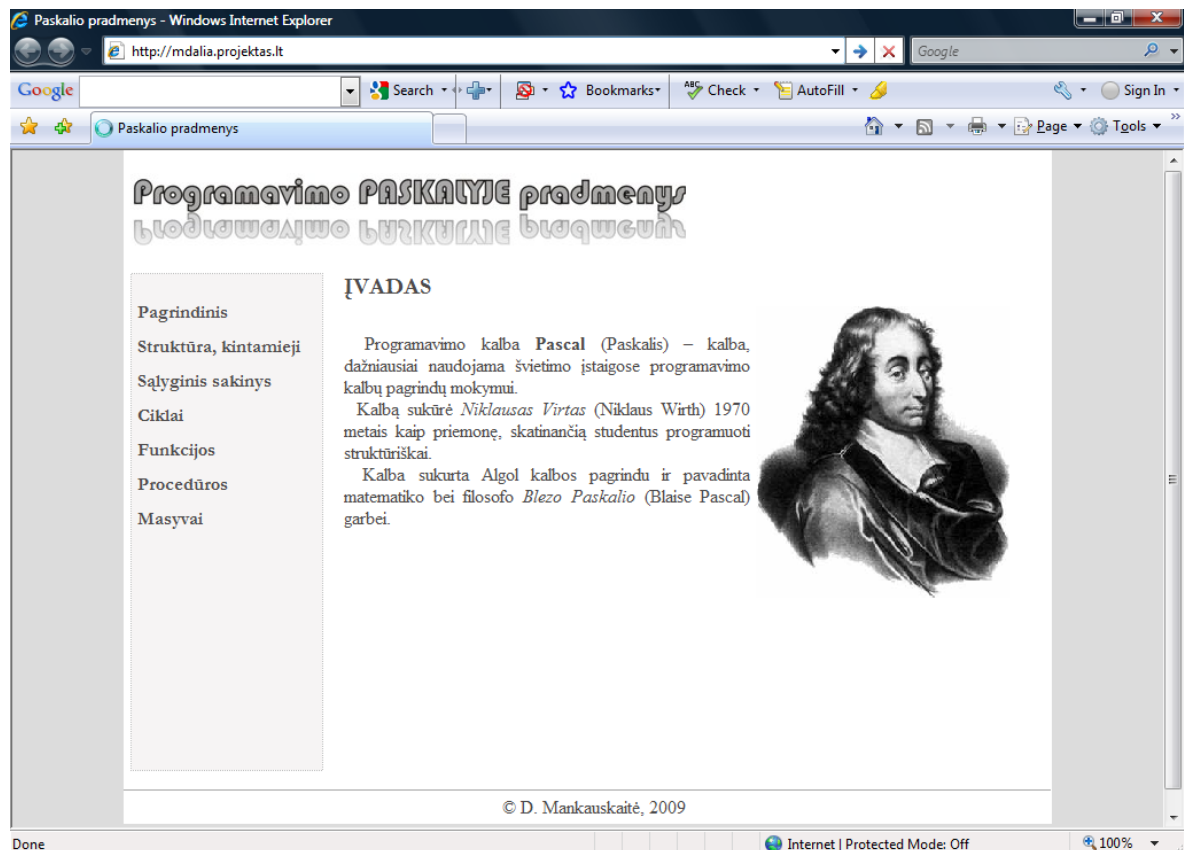 Paskalio pradmenys - Windows Internet Explorer
http://mdalia.projektas.lt
Google
Google
Search
Bookmarks
ABC
Check
AutoFill
Sign In
Paskalio pradmenys
Page
Tools
Programavimo PASKALYJE pradmenys
Pagrindinis
Struktūra, kintamieji
Sąlyginis sakinys
Ciklai
Funkcijos
Procedūros
Masyvai
ĮVADAS
Programavimo kalba Pascal (Paskalis) – kalba,
dažniausiai naudojama švietimo įstaigose programavimo
kalbų pagrindų mokymui.
Kalbą sukūrė Niklausas Virtas (Niklaus Wirth) 1970
metais kaip priemonę, skatinančią studentus programuoti
struktūriškai.
Kalba sukurta Algol kalbos pagrindu ir pavadinta
matematiko bei filosofo Blezo Paskalio (Blaise Pascal)
garbei.
© D. Mankauskaitė, 2009
Done
Internet | Protected Mode: Off
100%